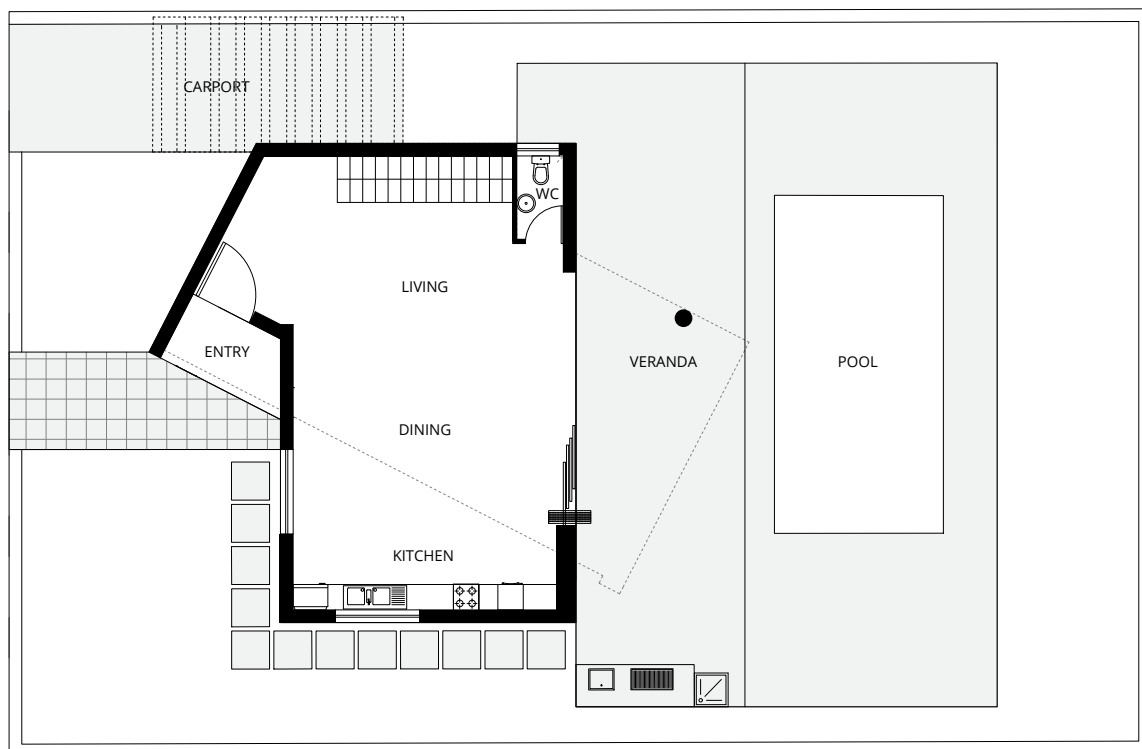 CARPORT
WC
LIVING
ENTRY
VERANDA
POOL
DINING
KITCHEN